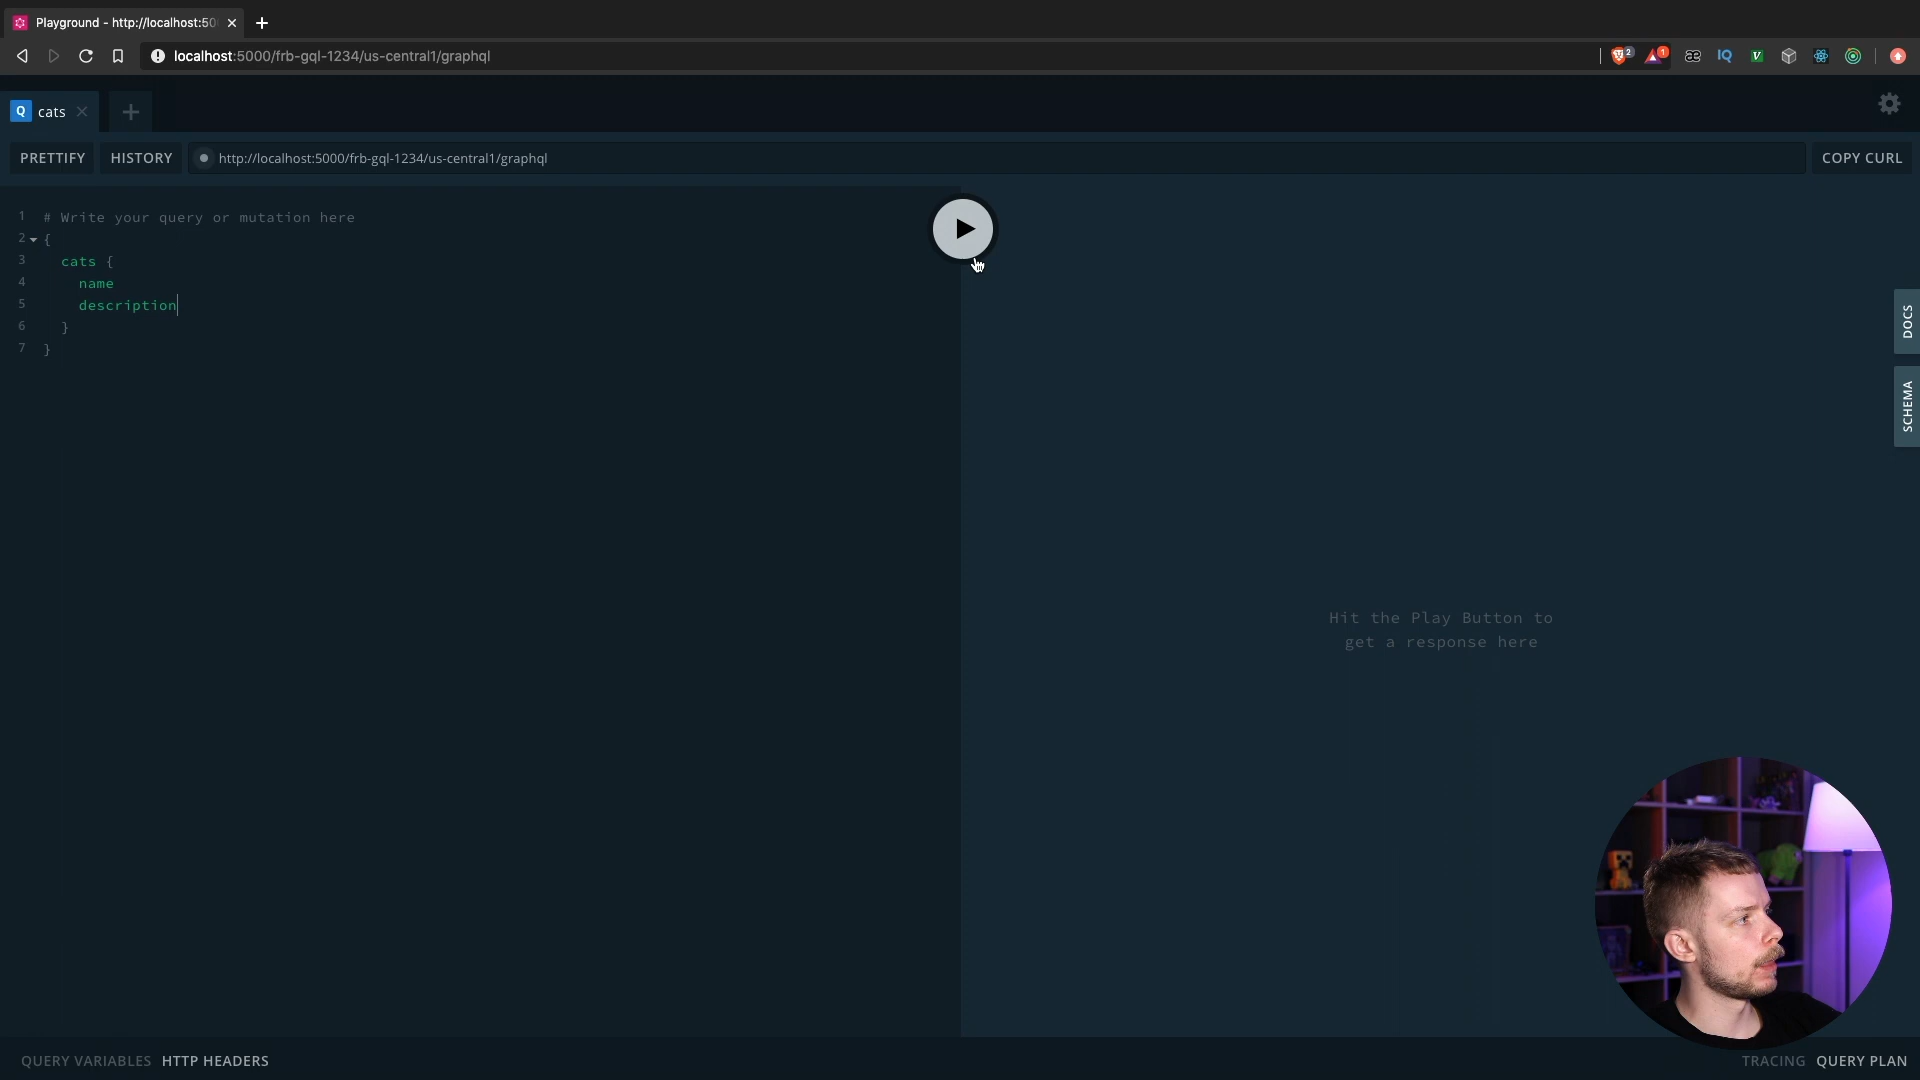 Playground - http://localhost:50
localhost:5000/frb-gql-1234/us-central1/graphql
2
1
æ
IQ
V
Q cats
PRETTIFY
HISTORY
http://localhost:5000/frb-gql-1234/us-central1/graphql
COPY CURL
1 # Write your query or mutation here
2 {
3 cats {
4 name
5 description
6 }
7 }
DOCS
SCHEMA
Hit the Play Button to
get a response here
QUERY VARIABLES HTTP HEADERS
TRACING QUERY PLAN